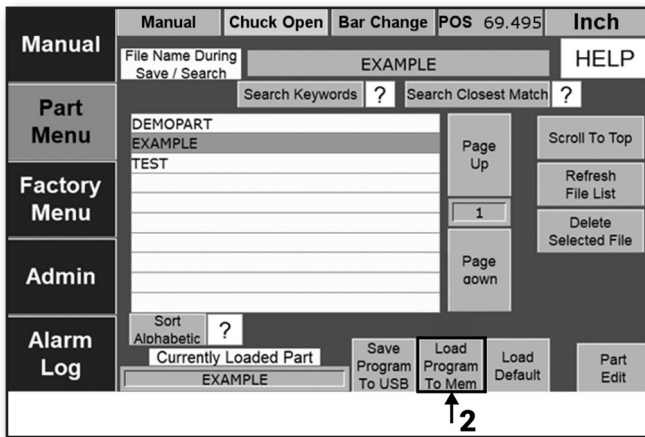 Manual
Chuck Open
Bar Change
POS 69.495
Inch
Manual
Part
Menu
Factory
Menu
Admin
Alarm
Log
File Name During
Save / Search
EXAMPLE
HELP
Search Keywords
?
Search Closest Match
?
DEMOPART
EXAMPLE
TEST
Page
Up
1
Page
down
Scroll To Top
Refresh
File List
Delete
Selected File
Sort
Alphabetic
?
Currently Loaded Part
EXAMPLE
Save
Program
To USB
Load
Program
To Mem
Load
Default
Part
Edit
2